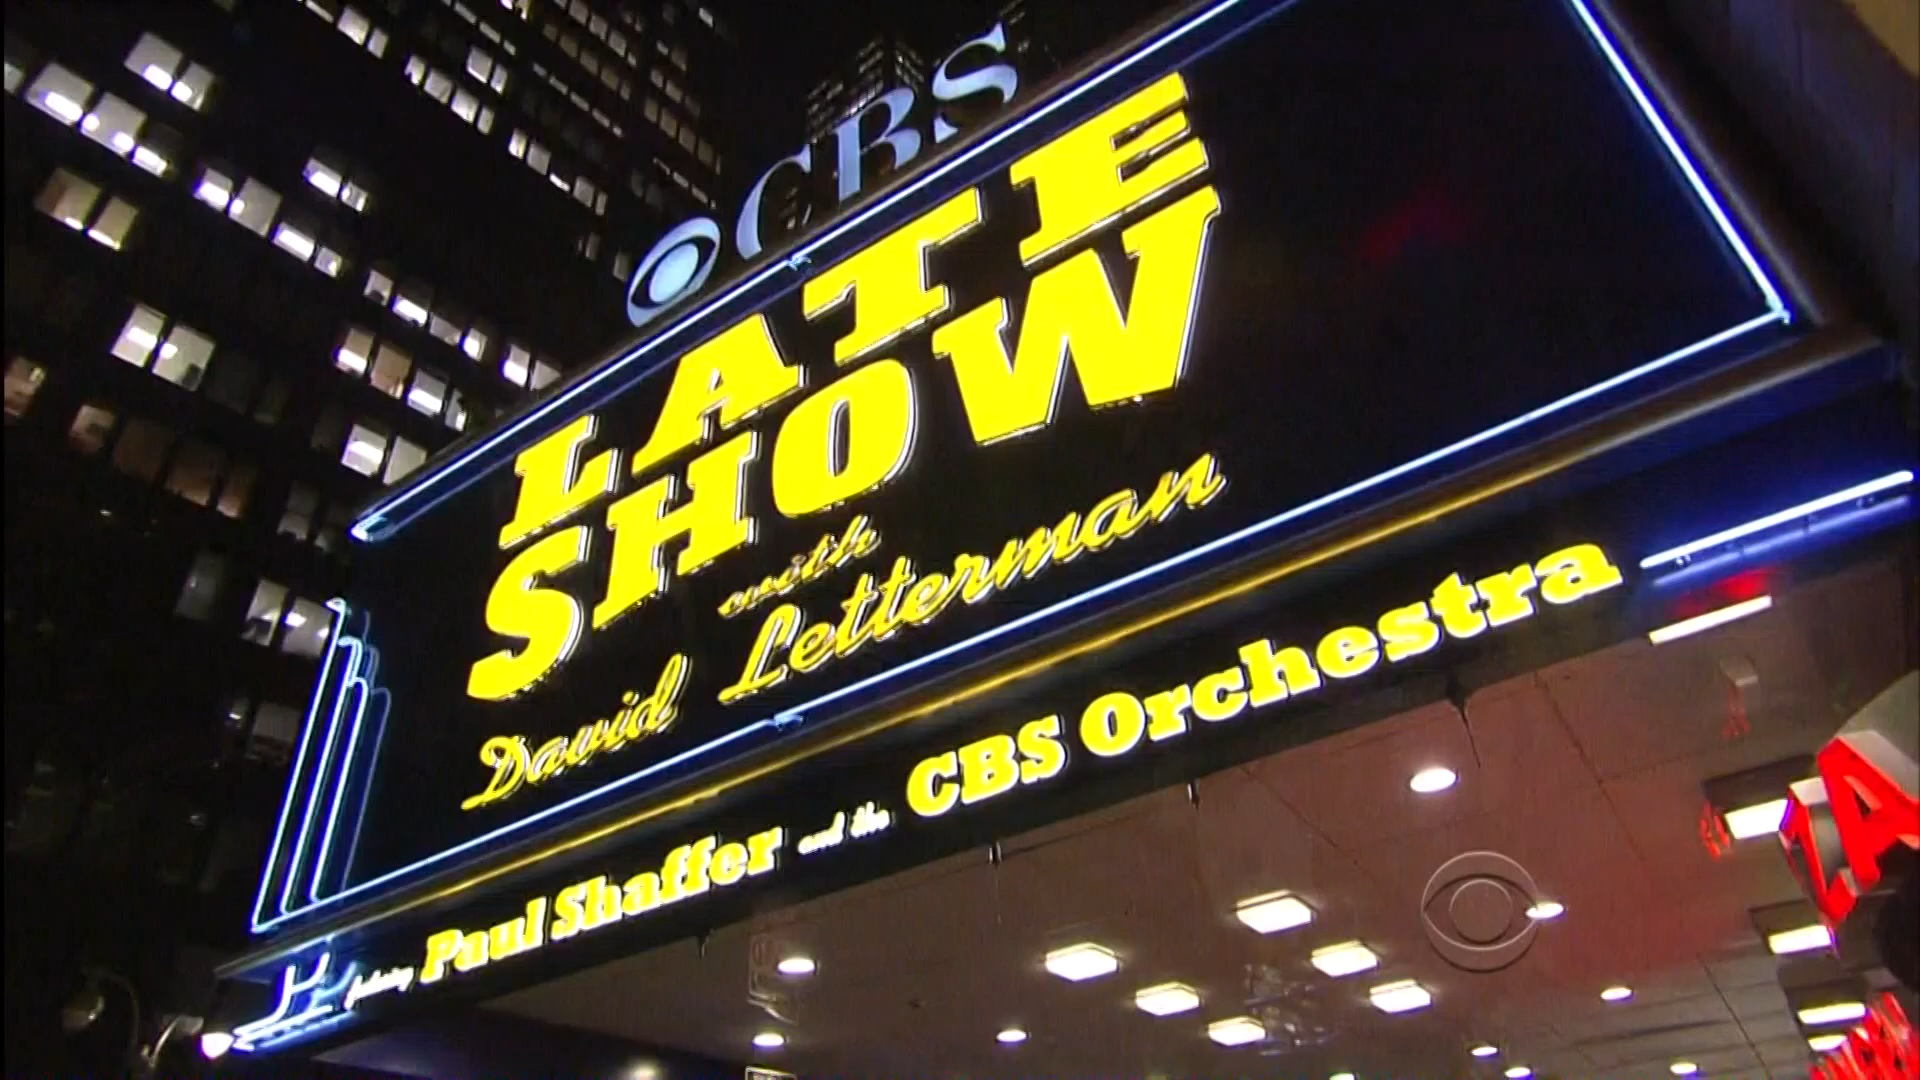 CBS
LATE
SHOW
with
David Letterman
featuring Paul Shaffer and the CBS Orchestra